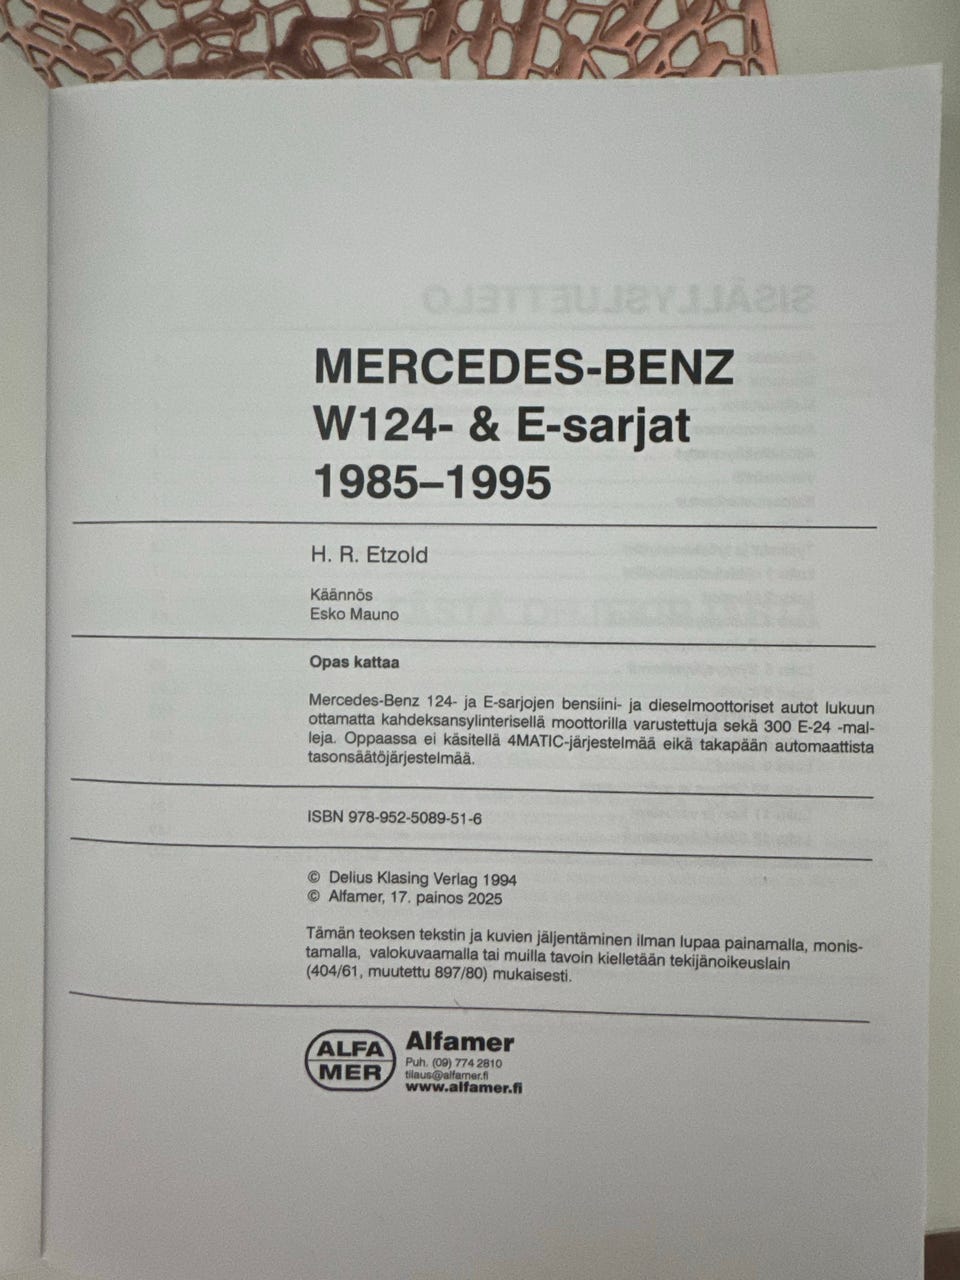 SISÄLLYSLUETTELO
MERCEDES-BENZ
W124- & E-sarjat
1985–1995
H. R. Etzold
Käännös
Esko Mauno
Opas kattaa
Mercedes-Benz 124- ja E-sarjojen bensiini- ja dieselmoottoriset autot lukuun
ottamatta kahdeksansylinterisellä moottorilla varustettuja sekä 300 E-24 -mal-
leja. Oppaassa ei käsitellä 4MATIC-järjestelmää eikä takapään automaattista
tasonsäätöjärjestelmää.
ISBN 978-952-5089-51-6
© Delius Klasing Verlag 1994
© Alfamer, 17. painos 2025
Tämän teoksen tekstin ja kuvien jäljentäminen ilman lupaa painamalla, monis-
tamalla, valokuvaamalla tai muilla tavoin kielletään tekijänoikeuslain
(404/61, muutettu 897/80) mukaisesti.
ALFA
MER
Alfamer
Puh. (09) 774 2810
tilaus@alfamer.fi
www.alfamer.fi